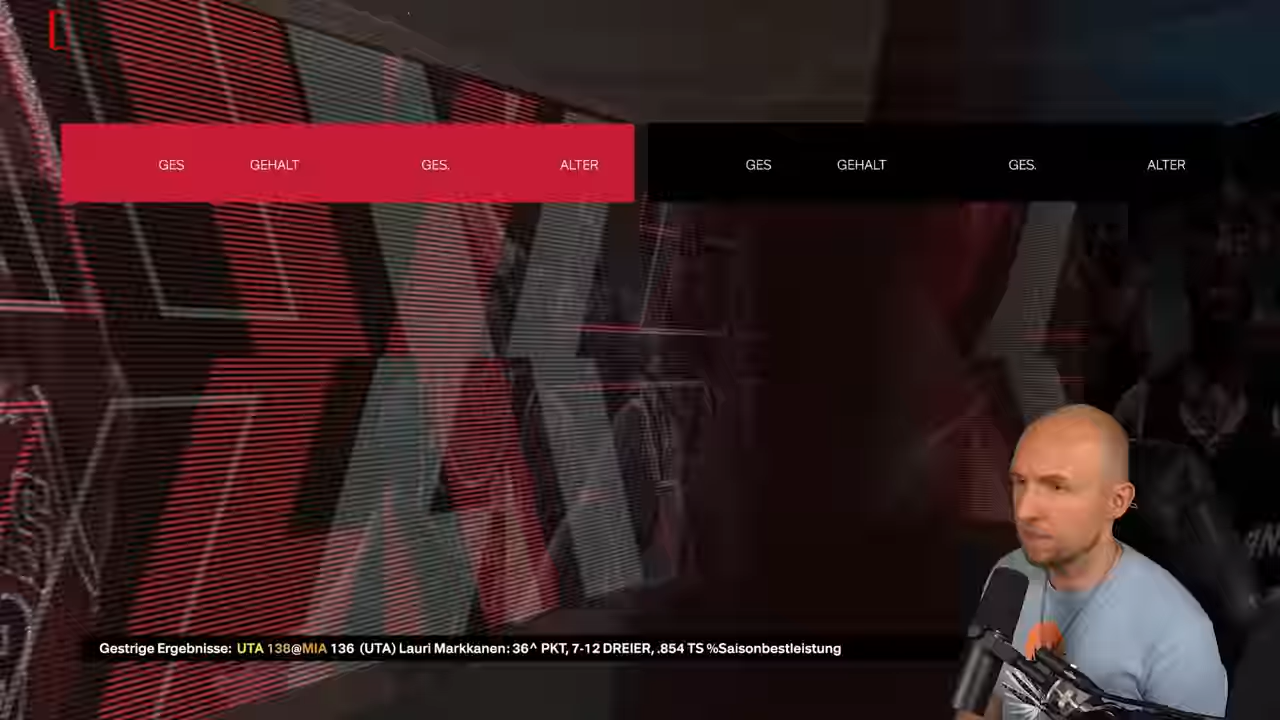 GES GEHALT GES. ALTER GES GEHALT GES. ALTER
Gestrige Ergebnisse: UTA 138@MIA 136 (UTA) Lauri Markkanen: 36^ PKT, 7-12 DREIER, .854 TS %Saisonbestleistung